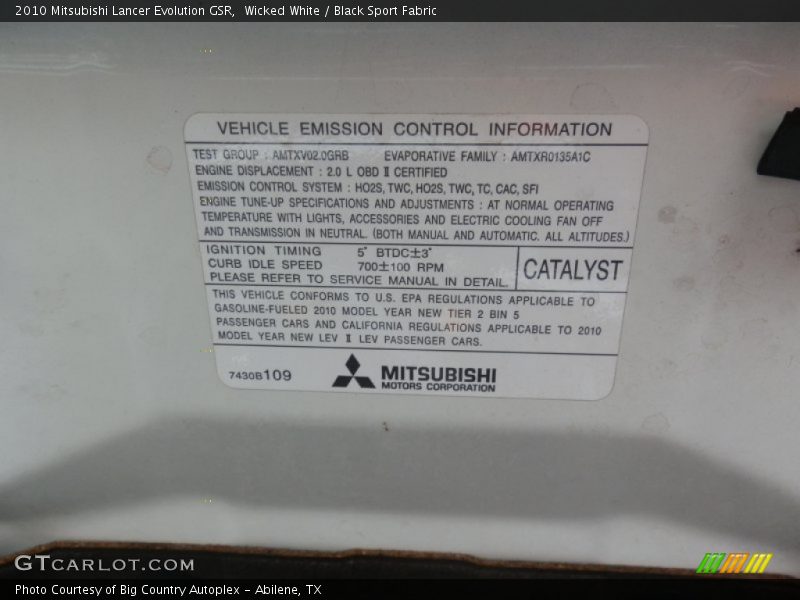 2010 Mitsubishi Lancer Evolution GSR,  Wicked White / Black Sport Fabric
VEHICLE EMISSION CONTROL INFORMATION
TEST GROUP : AMTXV02.0GRB EVAPORATIVE FAMILY : AMTXR0135A1C
ENGINE DISPLACEMENT : 2.0 L OBD Ⅱ CERTIFIED
EMISSION CONTROL SYSTEM : HO2S, TWC, HO2S, TWC, TC, CAC, SFI
ENGINE TUNE-UP SPECIFICATIONS AND ADJUSTMENTS : AT NORMAL OPERATING
TEMPERATURE WITH LIGHTS, ACCESSORIES AND ELECTRIC COOLING FAN OFF
AND TRANSMISSION IN NEUTRAL. (BOTH MANUAL AND AUTOMATIC. ALL ALTITUDES.)
IGNITION TIMING 5° BTDC±3°
CURB IDLE SPEED 700±100 RPM
PLEASE REFER TO SERVICE MANUAL IN DETAIL.
CATALYST
THIS VEHICLE CONFORMS TO U.S. EPA REGULATIONS APPLICABLE TO
GASOLINE-FUELED 2010 MODEL YEAR NEW TIER 2 BIN 5
PASSENGER CARS AND CALIFORNIA REGULATIONS APPLICABLE TO 2010
MODEL YEAR NEW LEV Ⅱ LEV PASSENGER CARS.
7430B109
MITSUBISHI
MOTORS CORPORATION
GTCARLOT.COM
Photo Courtesy of Big Country Autoplex - Abilene, TX